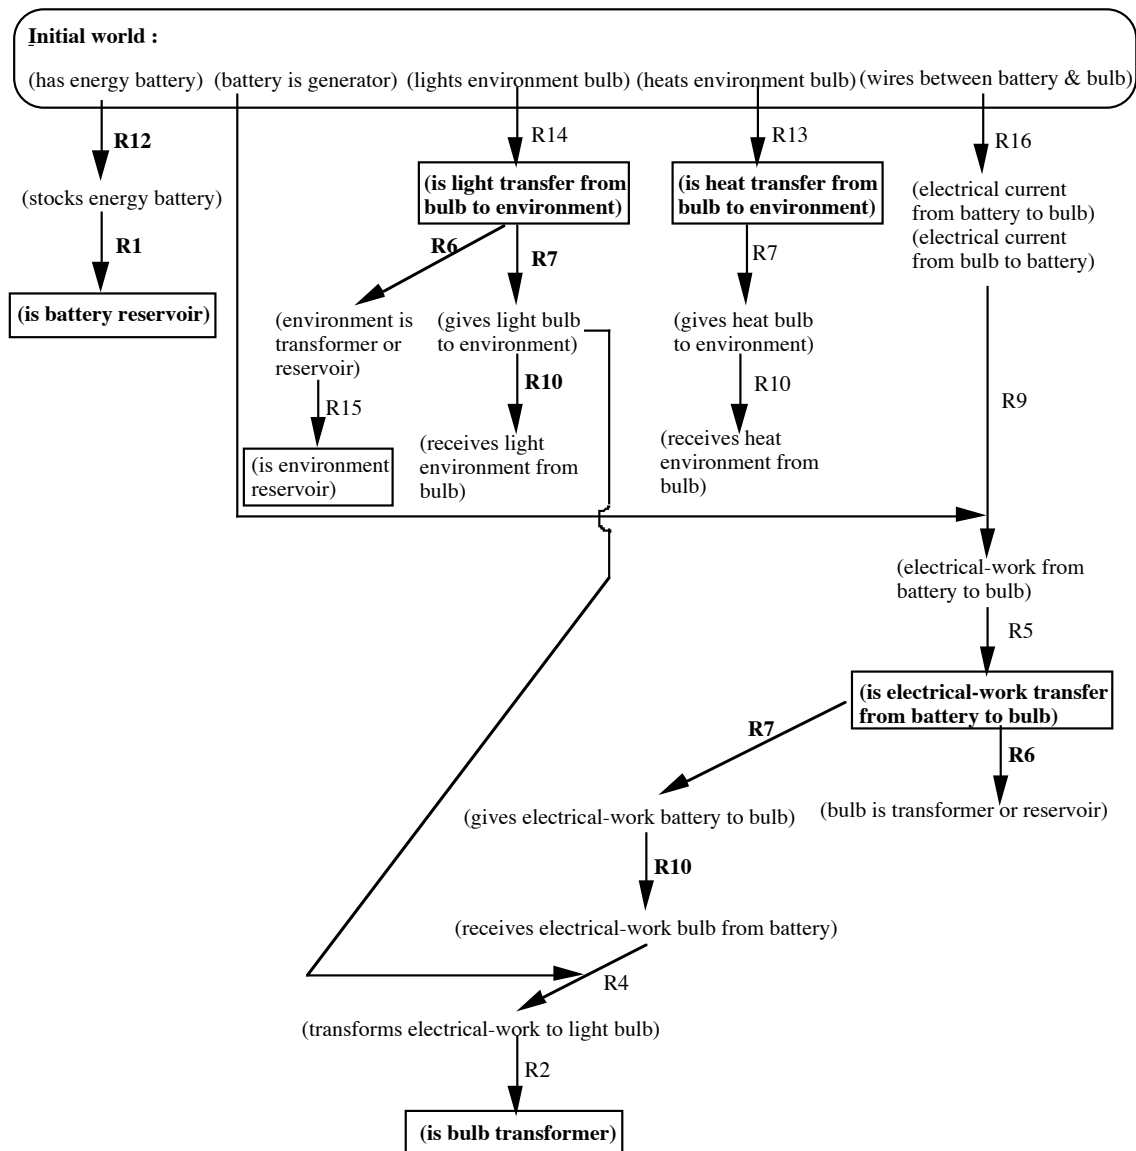 Initial world :
(has energy battery) (battery is generator) (lights environment bulb) (heats environment bulb) (wires between battery & bulb)
R12
R14
R13
R16
(stocks energy battery)
(is light transfer from
bulb to environment)
(is heat transfer from
bulb to environment)
(electrical current
from battery to bulb)
(electrical current
from bulb to battery)
R1
R6
R7
R7
(is battery reservoir)
(environment is
transformer or
reservoir)
(gives light bulb
to environment)
(gives heat bulb
to environment)
R15
R10
R10
R9
(is environment
reservoir)
(receives light
environment from
bulb)
(receives heat
environment from
bulb)
(electrical-work from
battery to bulb)
R5
(is electrical-work transfer
from battery to bulb)
R7
R6
(gives electrical-work battery to bulb)
(bulb is transformer or reservoir)
R10
(receives electrical-work bulb from battery)
R4
(transforms electrical-work to light bulb)
R2
(is bulb transformer)